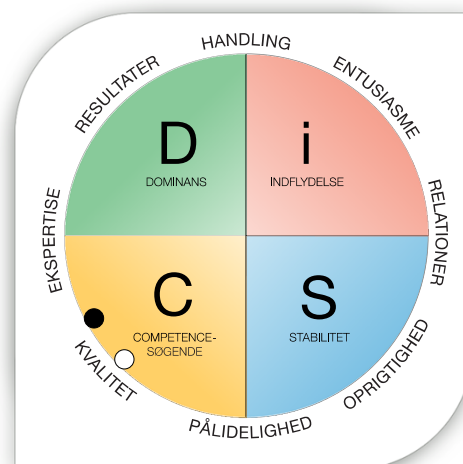 HANDLING
RESULTATER
ENTUSIASME
D
DOMINANS
i
INDFLYDELSE
EKSPERTISE
RELATIONER
C
COMPETENCE-
SØGENDE
S
STABILITET
KVALITET
OPRIGTIGHED
PÅLIDELIGHED